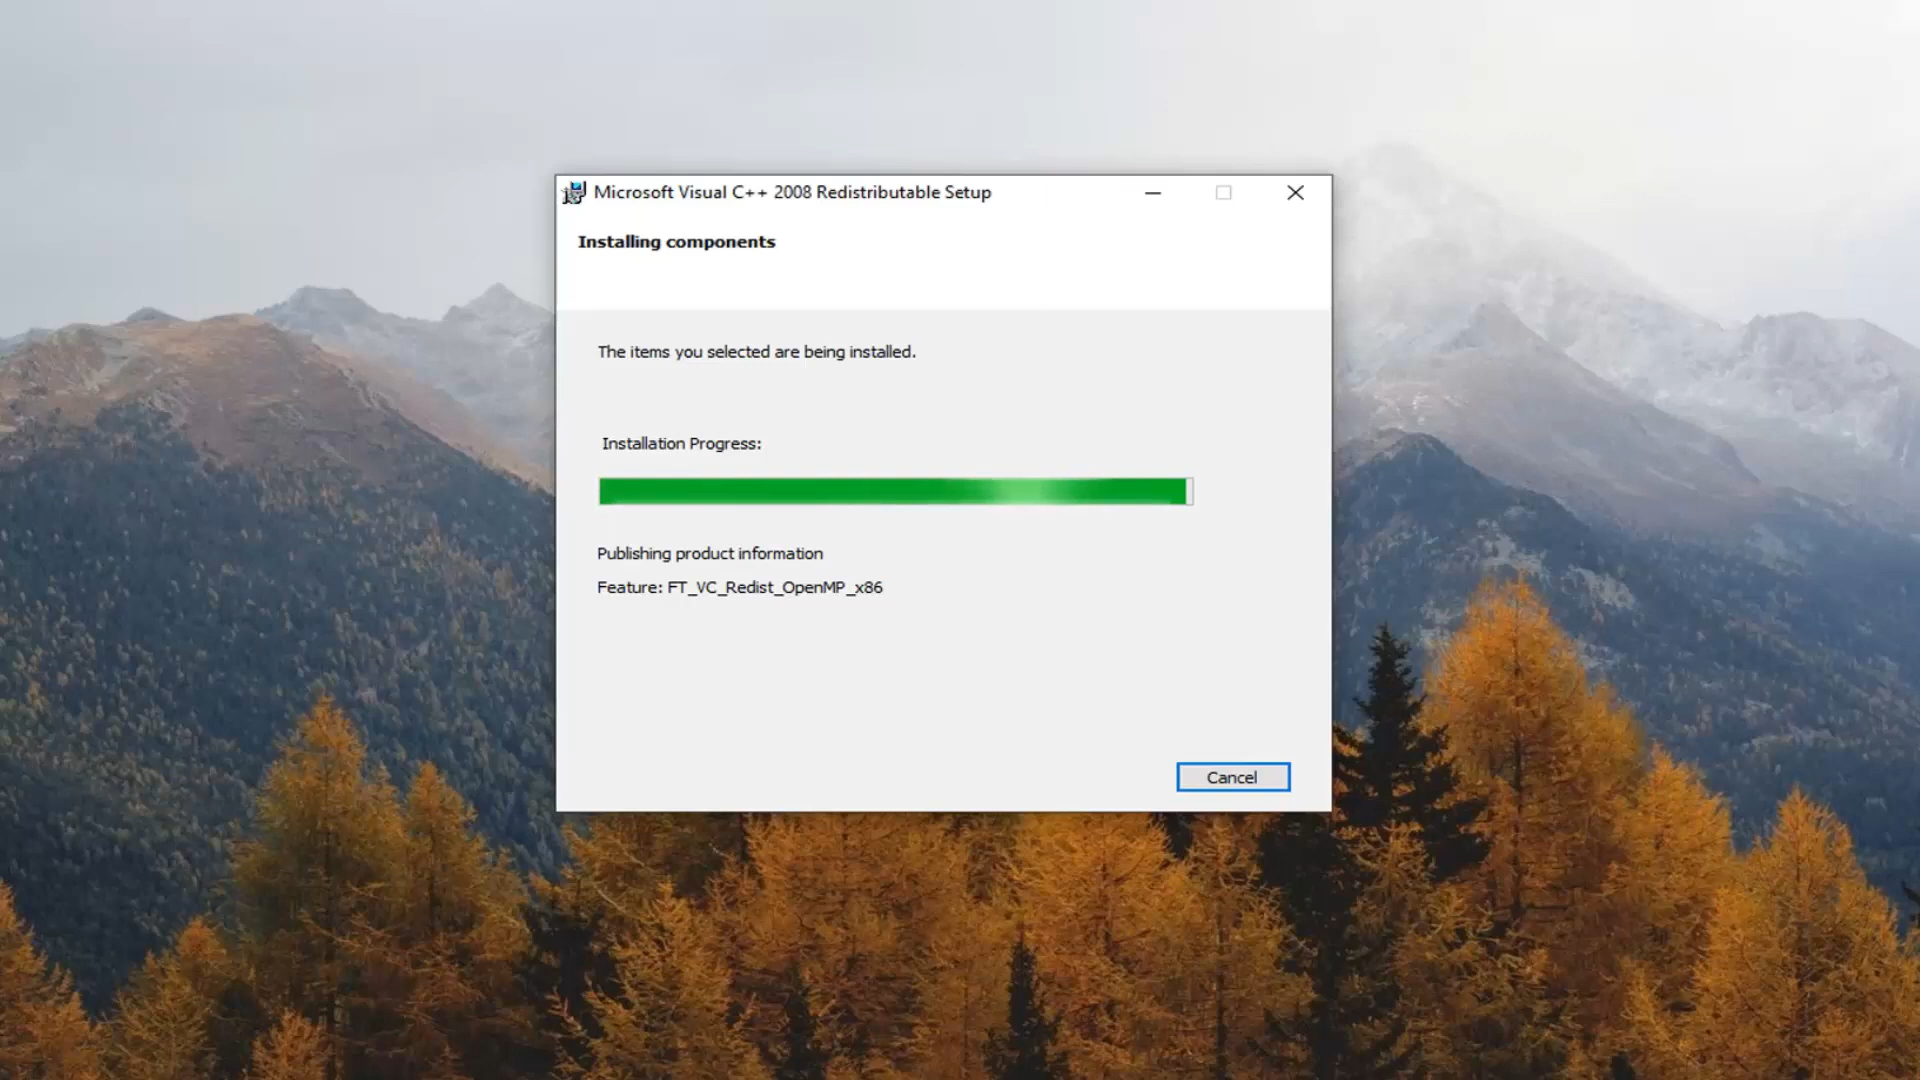 Microsoft Visual C++ 2008 Redistributable Setup
Installing components
The items you selected are being installed.
Installation Progress:
Publishing product information
Feature: FT_VC_Redist_OpenMP_x86
Cancel